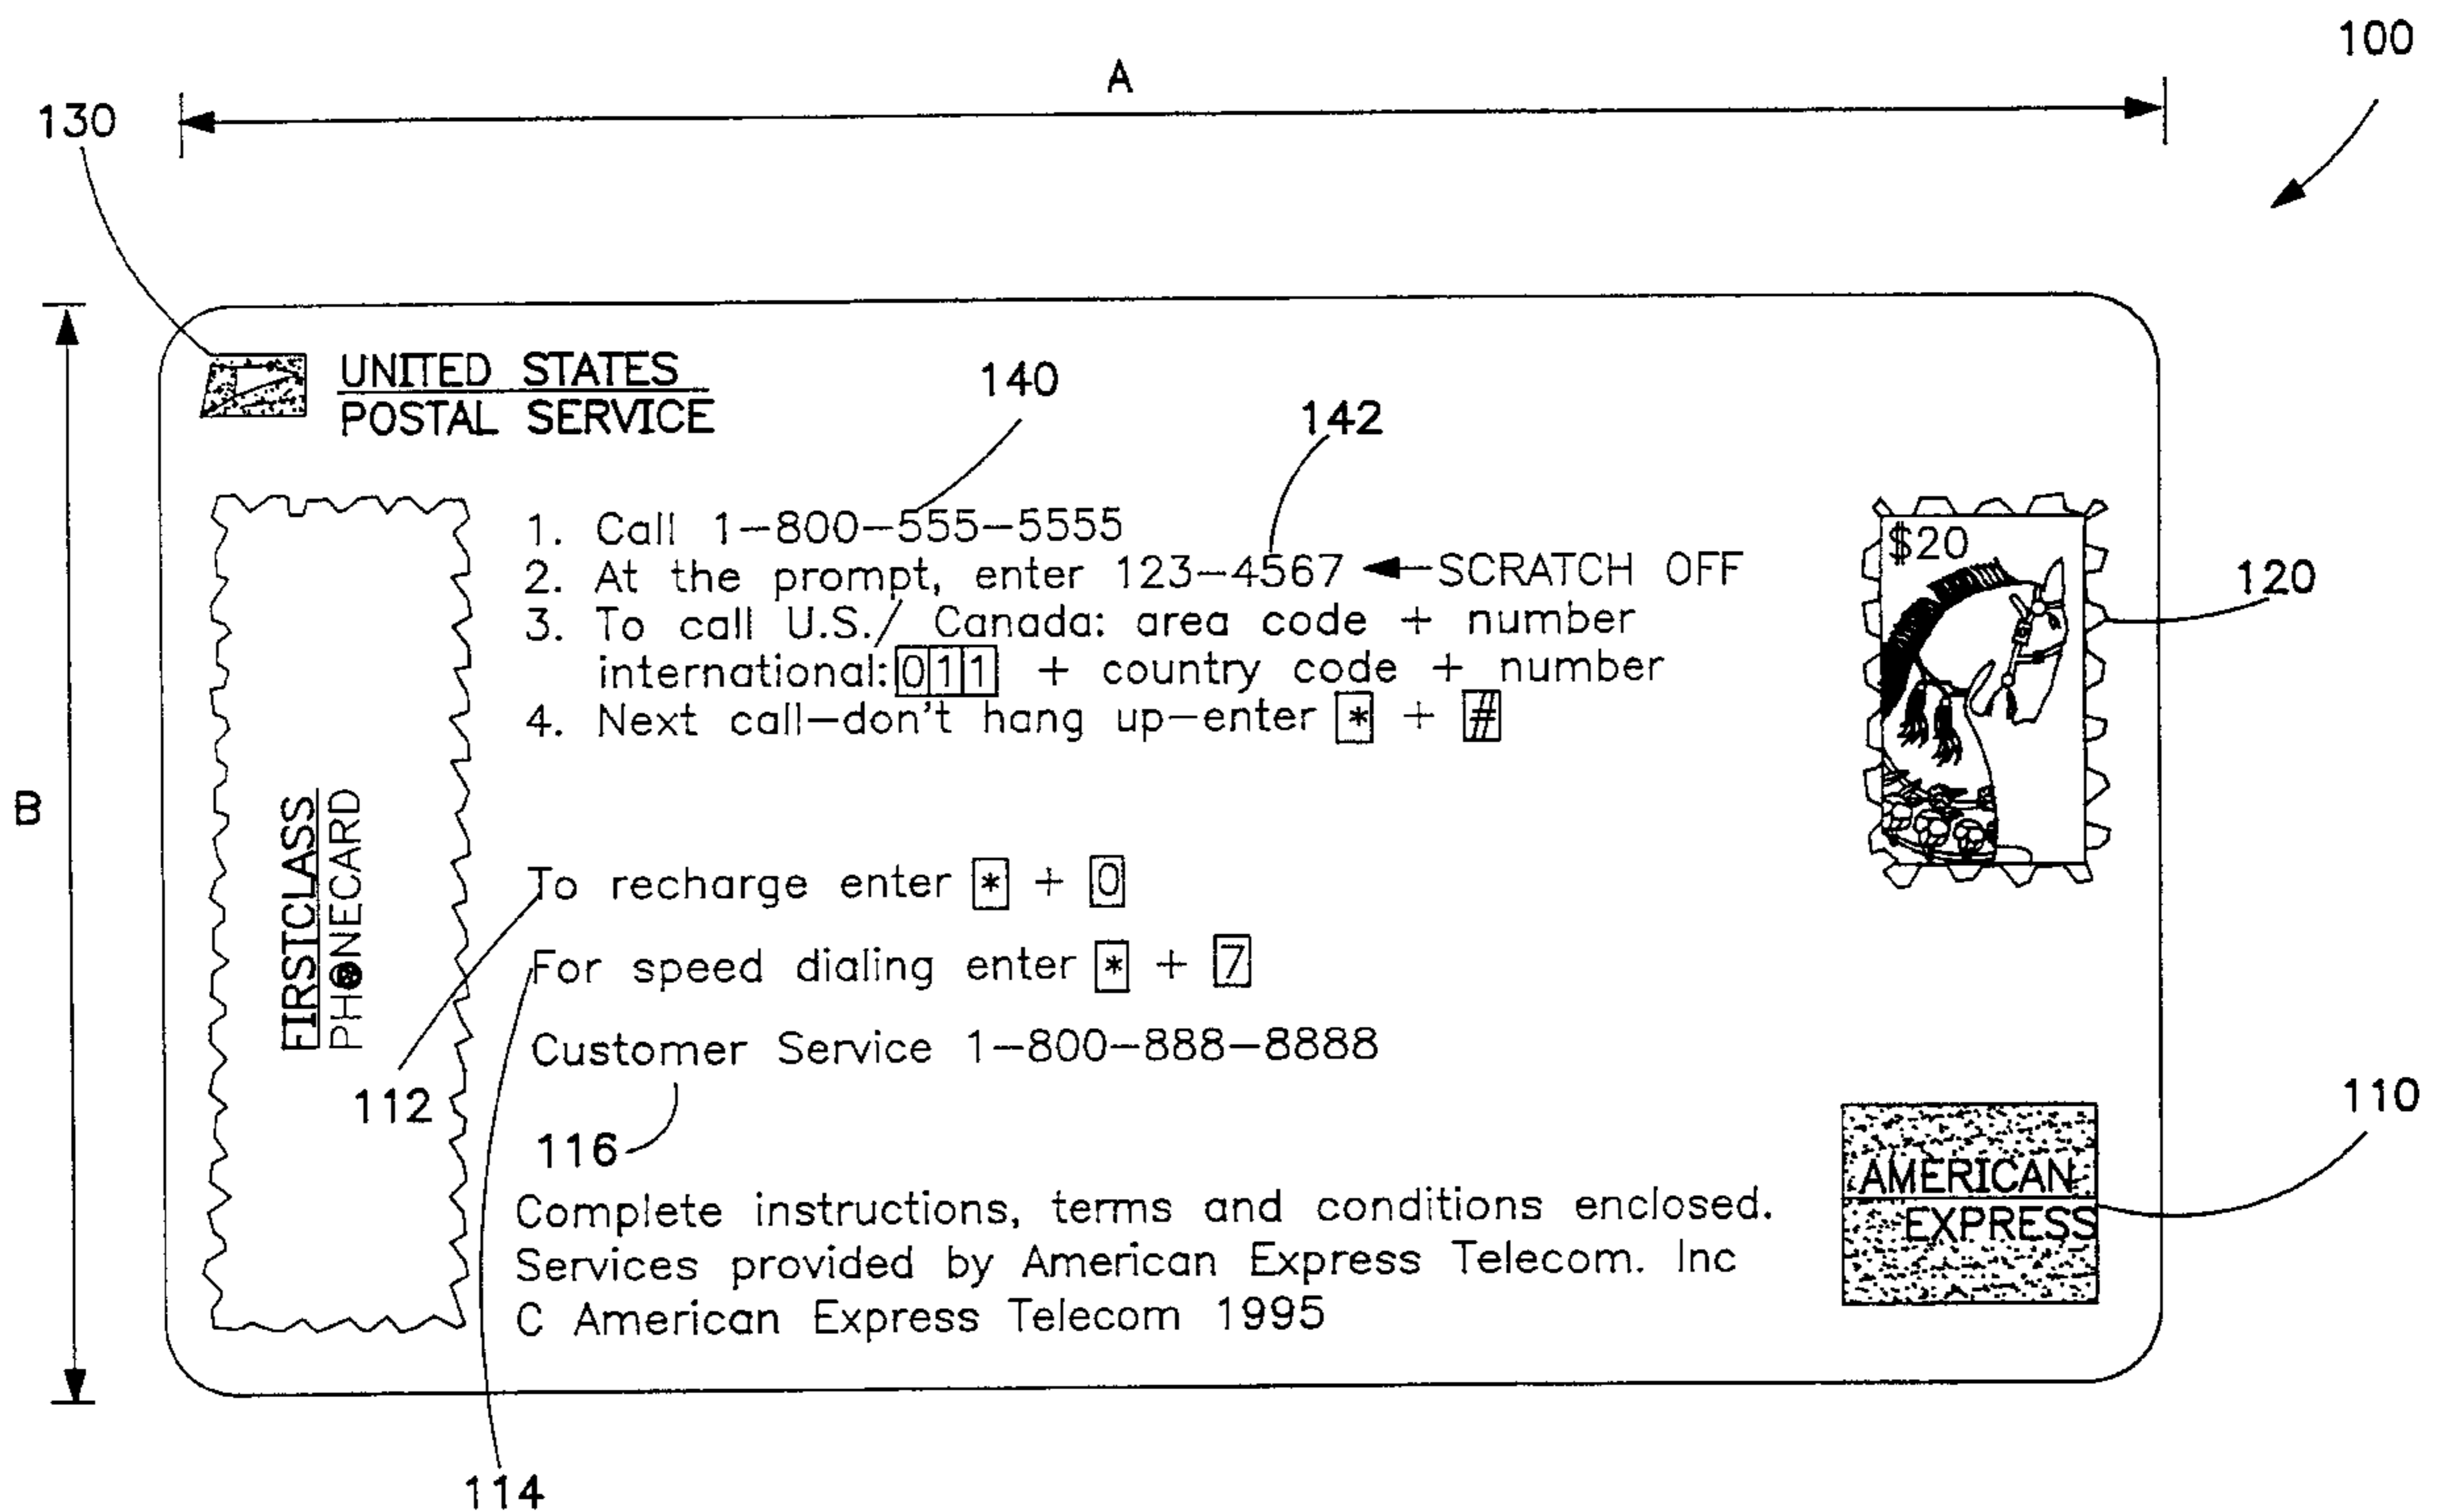 100
A
130
B
UNITED STATES
POSTAL SERVICE
140
142
1. Call 1-800-555-5555
2. At the prompt, enter 123-4567 ←SCRATCH OFF
3. To call U.S./ Canada: area code + number
international: 011 + country code + number
4. Next call-don't hang up-enter * + #
$20
120
FIRSTCLASS
PHONECARD
To recharge enter * + 0
For speed dialing enter * + 7
Customer Service 1-800-888-8888
112
116
110
AMERICAN
EXPRESS
Complete instructions, terms and conditions enclosed.
Services provided by American Express Telecom. Inc
C American Express Telecom 1995
114